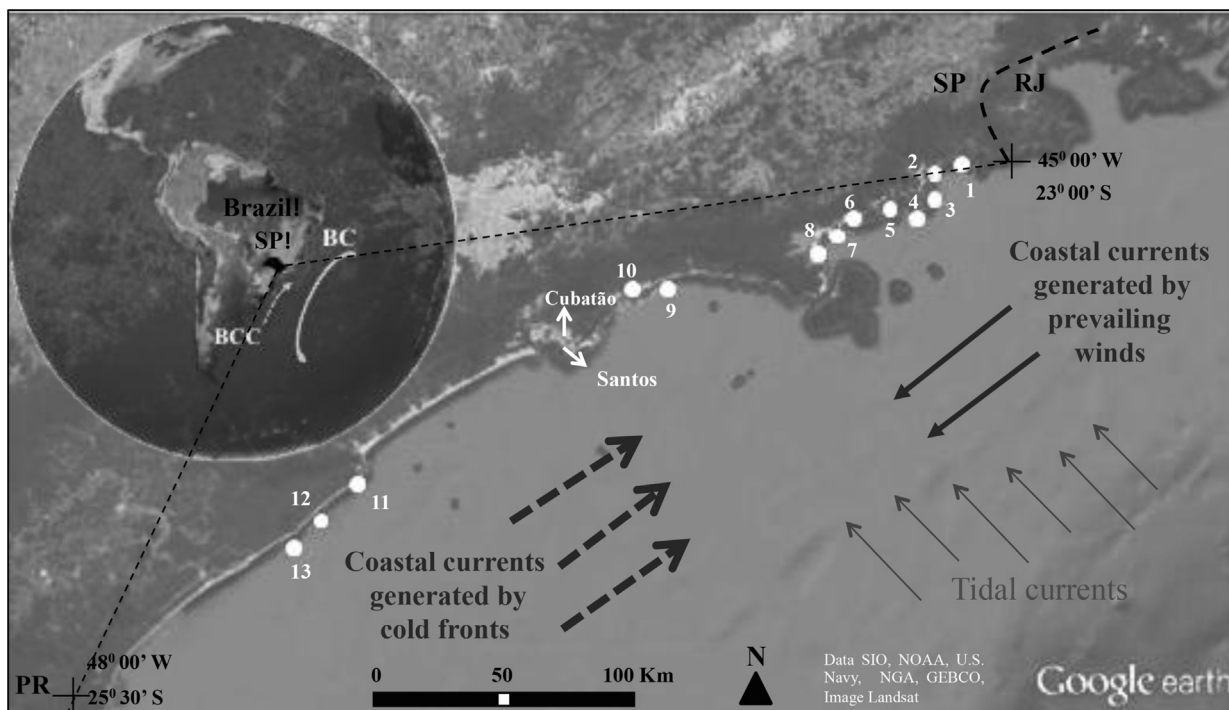 Brazil!
SP!
BC
BCC
SP
RJ
45⁰ 00’ W
23⁰ 00’ S
2
1
3
4
5
6
7
8
10
9
Cubatão
Santos
Coastal currents
generated by
prevailing
winds
11
12
13
Coastal currents
generated by
cold fronts
Tidal currents
PR
48⁰ 00’ W
25⁰ 30’ S
0
50
100 Km
N
Data SIO, NOAA, U.S.
Navy, NGA, GEBCO,
Image Landsat
Google earth